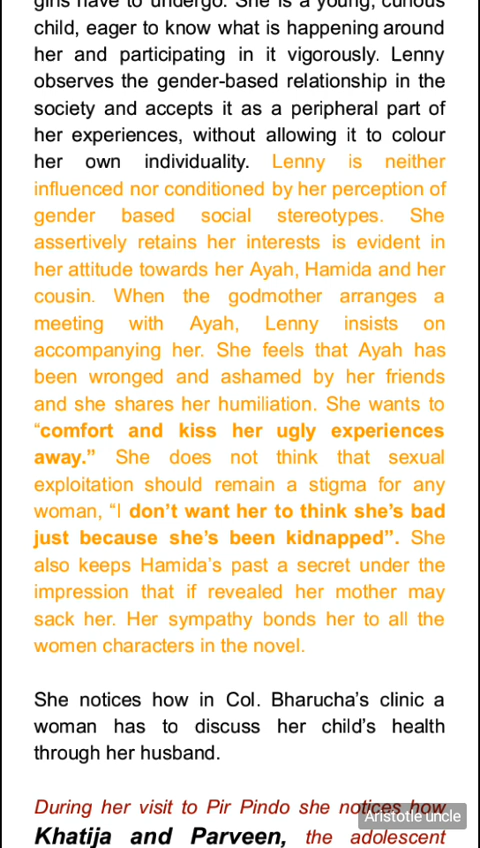 girls have to undergo. She is a young, curious
child, eager to know what is happening around
her and participating in it vigorously. Lenny
observes the gender-based relationship in the
society and accepts it as a peripheral part of
her experiences, without allowing it to colour
her own individuality. Lenny is neither
influenced nor conditioned by her perception of
gender based social stereotypes. She
assertively retains her interests is evident in
her attitude towards her Ayah, Hamida and her
cousin. When the godmother arranges a
meeting with Ayah, Lenny insists on
accompanying her. She feels that Ayah has
been wronged and ashamed by her friends
and she shares her humiliation. She wants to
“comfort and kiss her ugly experiences
away.” She does not think that sexual
exploitation should remain a stigma for any
woman, “I don’t want her to think she’s bad
just because she’s been kidnapped”. She
also keeps Hamida’s past a secret under the
impression that if revealed her mother may
sack her. Her sympathy bonds her to all the
women characters in the novel.
She notices how in Col. Bharucha’s clinic a
woman has to discuss her child’s health
through her husband.
During her visit to Pir Pindo she notices how
Aristotle uncle
Khatija and Parveen, the adolescent